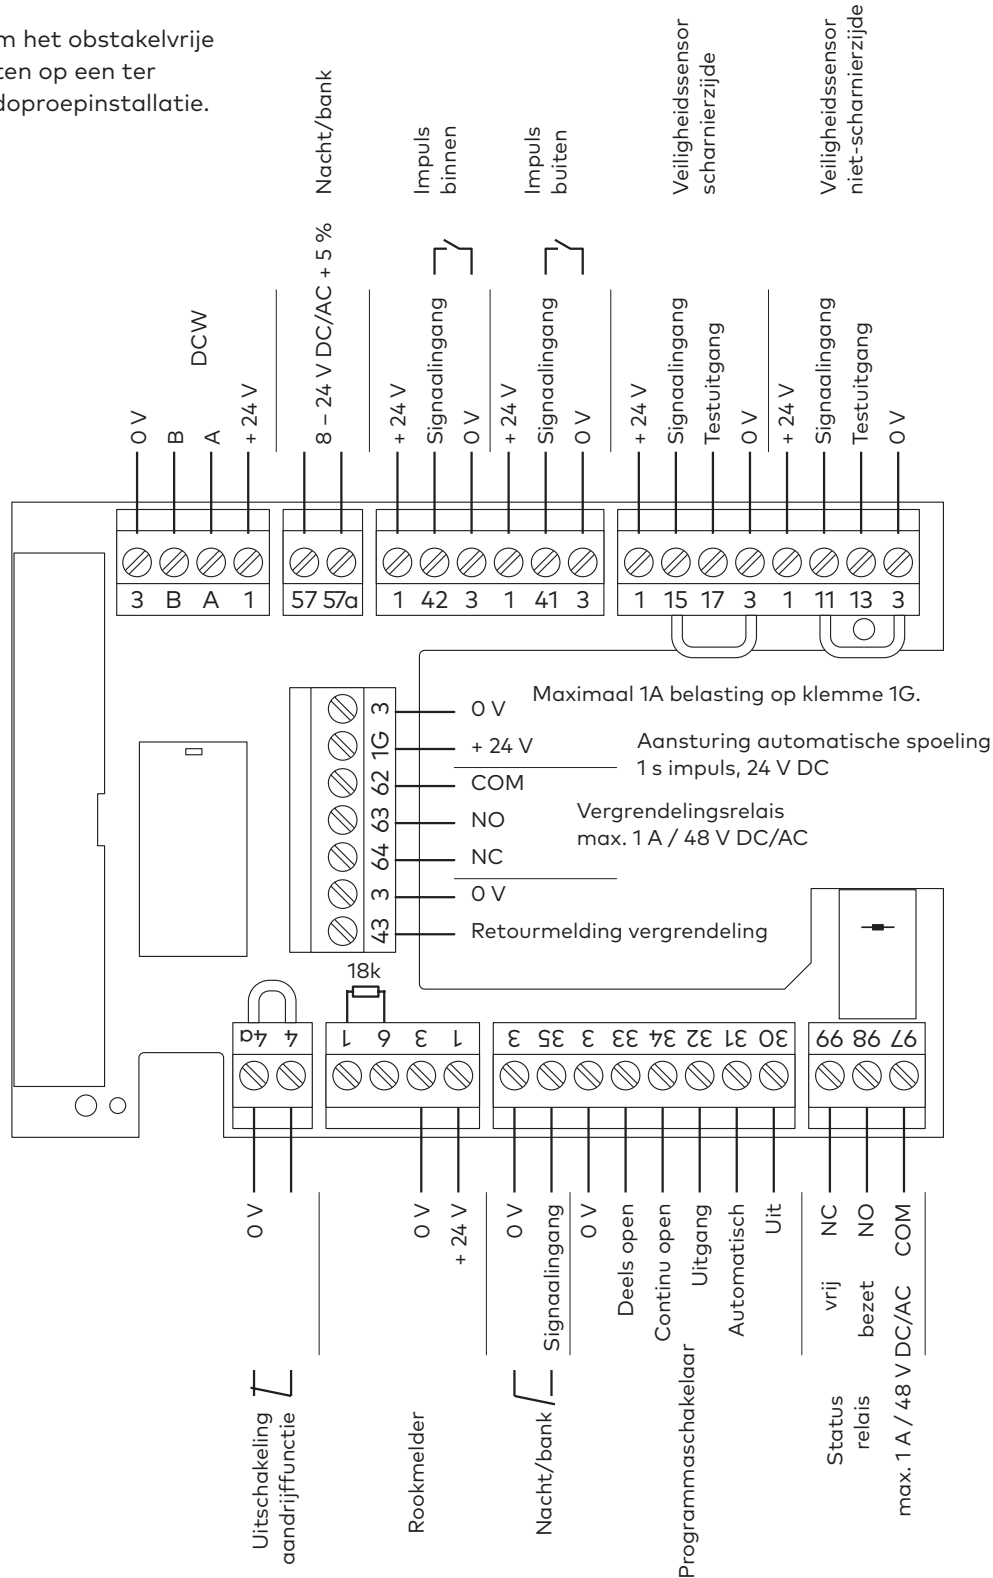 m het obstakelvrije
ten op een ter
doproepinstallatie.
DCW
Nacht/bank
8 – 24 V DC/AC + 5 %
Impuls
binnen
Impuls
buiten
Veiligheidssensor
scharnierzijde
Veiligheidssensor
niet-scharnierzijde
0 V
B
A
+ 24 V
+ 24 V
Signaalingang
0 V
+ 24 V
Signaalingang
0 V
+ 24 V
Signaalingang
Testuitgang
0 V
+ 24 V
Signaalingang
Testuitgang
0 V
3 B A 1
57 57a
1 42 3 1 41 3
1 15 17 3 1 11 13 3
Maximaal 1A belasting op klemme 1G.
3 0 V
1G + 24 V
Aansturing automatische spoeling
1 s impuls, 24 V DC
62 COM
63 NO
64 NC
Vergrendelingsrelais
max. 1 A / 48 V DC/AC
3 0 V
43 Retourmelding vergrendeling
18k
4a 4
1 6 3 1
3 35 3 33 34 32 31 30
99 98 97
0 V
0 V
+ 24 V
0 V
Signaalingang
0 V
Deels open
Continu open
Uitgang
Automatisch
Uit
NC
NO
COM
vrij
bezet
max. 1 A / 48 V DC/AC
Uitschakeling
aandrijffunctie
Rookmelder
Nacht/bank
Programmaschakelaar
Status
relais